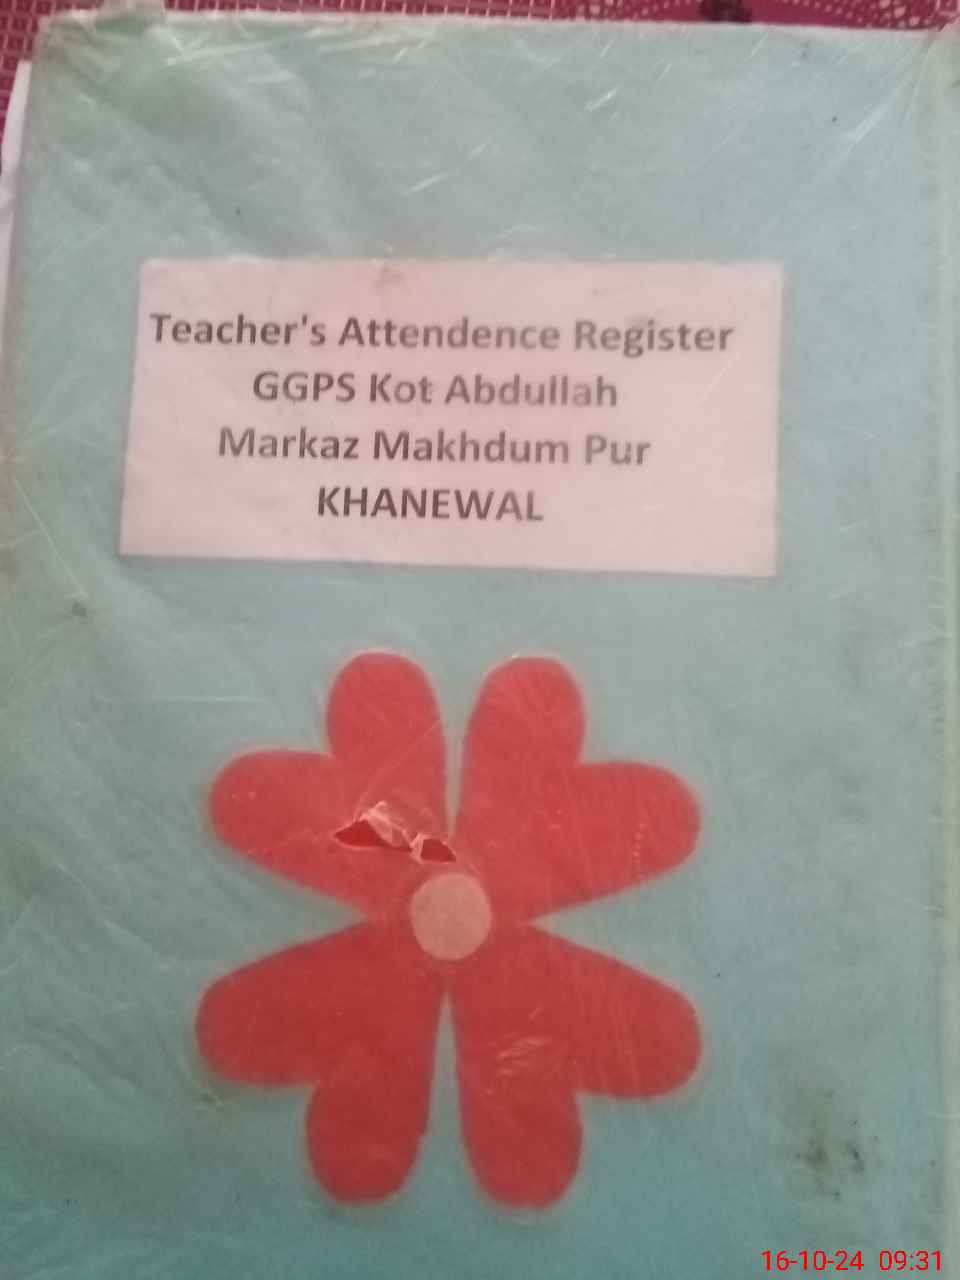 Teacher's Attendence Register
GGPS Kot Abdullah
Markaz Makhdum Pur
KHANEWAL
16-10-24 09:31